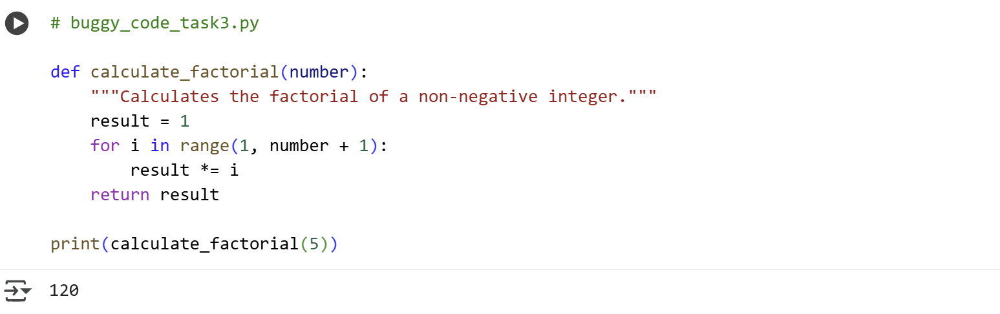 # buggy_code_task3.py
def calculate_factorial(number):
    """Calculates the factorial of a non-negative integer."""
    result = 1
    for i in range(1, number + 1):
        result *= i
    return result
print(calculate_factorial(5))
120